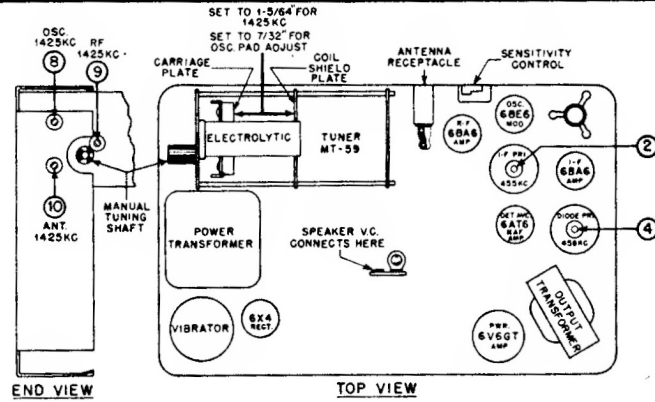 OSC.
1425KC
8
RF
1425KC
9
10
ANT.
1425KC
MANUAL
TUNING
SHAFT
END VIEW
SET TO 1-5/64" FOR
1425KC
SET TO 7/32" FOR
OSC. PAD ADJUST
CARRIAGE
PLATE
COIL
SHIELD
PLATE
ANTENNA
RECEPTACLE
SENSITIVITY
CONTROL
ELECTROLYTIC
TUNER
MT-59
R-F
6BA6
AMP
OSC.
6BE6
MOD
I-F PRI
455KC
2
I-F
6BA6
AMP
DET AVC
6AT6
AMP
DIODE PRI.
4
POWER
TRANSFORMER
SPEAKER V.C.
CONNECTS HERE
VIBRATOR
6X4
RECT.
PWR.
6V6GT
AMP
OUTPUT
TRANSFORMER
TOP VIEW